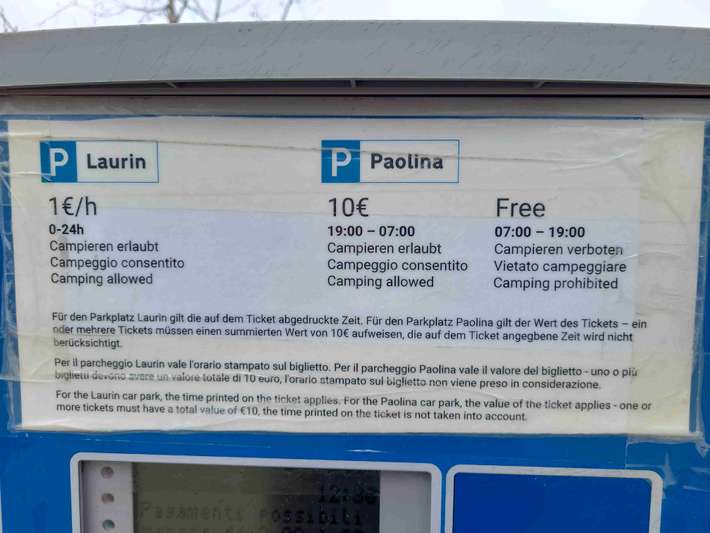 P Laurin
P Paolina
1€/h
10€
Free
0-24h
19:00 – 07:00
07:00 – 19:00
Campieren erlaubt
Campieren erlaubt
Campieren verboten
Campeggio consentito
Campeggio consentito
Vietato campeggiare
Camping allowed
Camping allowed
Camping prohibited
Für den Parkplatz Laurin gilt die auf dem Ticket abgedruckte Zeit. Für den Parkplatz Paolina gilt der Wert des Tickets – ein
oder mehrere Tickets müssen einen summierten Wert von 10€ aufweisen, die auf dem Ticket angegbene Zeit wird nicht
berücksichtigt.
Per il parcheggio Laurin vale l'orario stampato sul biglietto. Per il parcheggio Paolina vale il valore del biglietto - uno o più
biglietti devono avere un valore totale di 10 euro, l'orario stampato sul biglietto non viene preso in considerazione.
For the Laurin car park, the time printed on the ticket applies. For the Paolina car park, the value of the ticket applies - one or
more tickets must have a total value of €10, the time printed on the ticket is not taken into account.
Pagamenti possibili